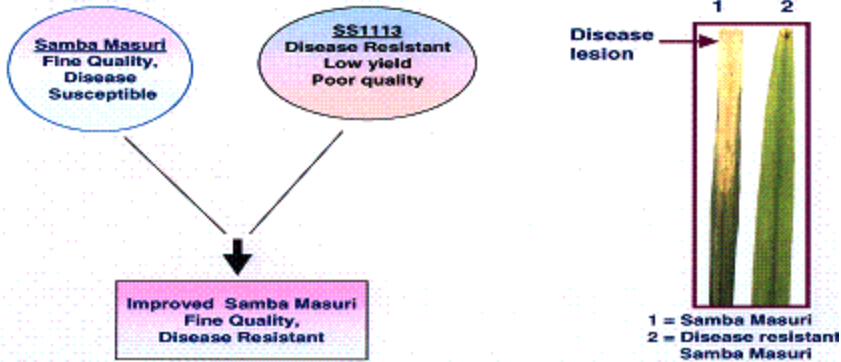 Samba Masuri
Fine Quality,
Disease
Susceptible
SS1113
Disease Resistant
Low yield
Poor quality
Improved Samba Masuri
Fine Quality,
Disease Resistant
1 2
Disease
lesion
1 = Samba Masuri
2 = Disease resistant
Samba Masuri